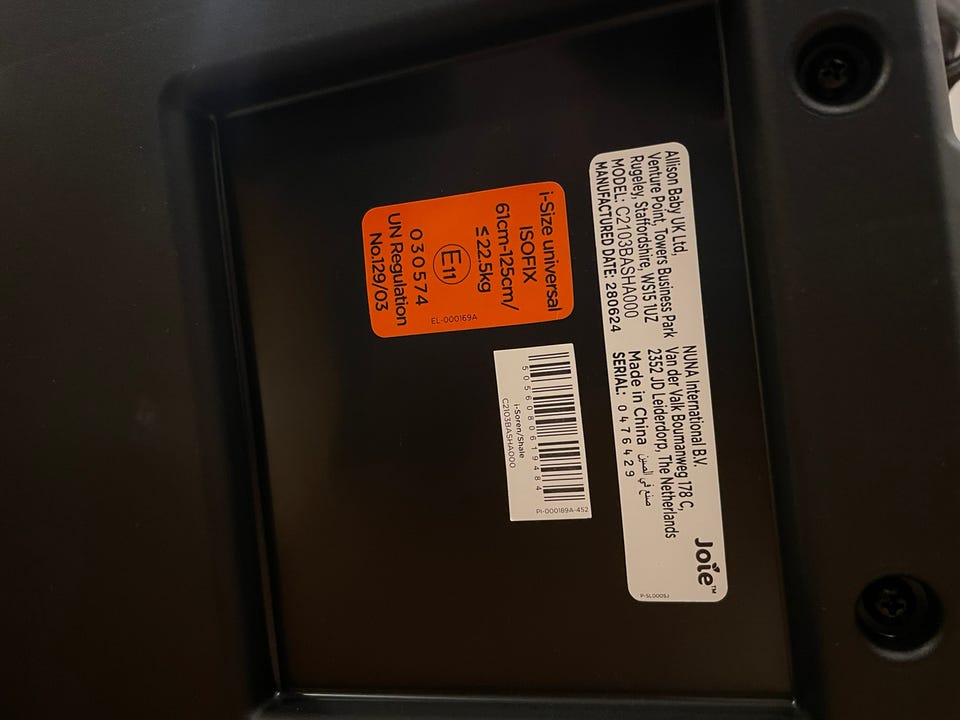 Allison Baby UK Ltd,
Venture Point, Towers Business Park
Rugeley, Staffordshire, WS15 1UZ
MODEL: C2103BASHA000
MANUFACTURED DATE: 280624
NUNA International B.V.
Van der Valk Boumanweg 178 C,
2352 JD Leiderdorp, The Netherlands
Made in China صنع في الصين
SERIAL: 0476429
Joie™
P-SL0005J
i-Size universal
ISOFIX
61cm-125cm/
≤22.5kg
E11
030574
UN Regulation
No.129/03
EL-000169A
PI-000189A-452
5056080619484
i-Soren/Shale
C2103BASHA000